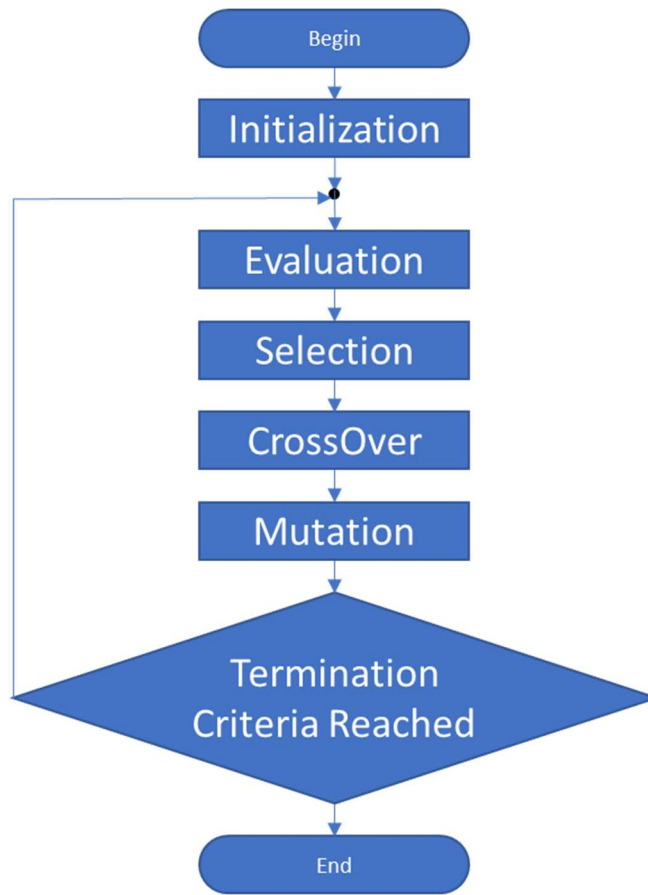 Begin
Initialization
Evaluation
Selection
CrossOver
Mutation
Termination
Criteria Reached
End